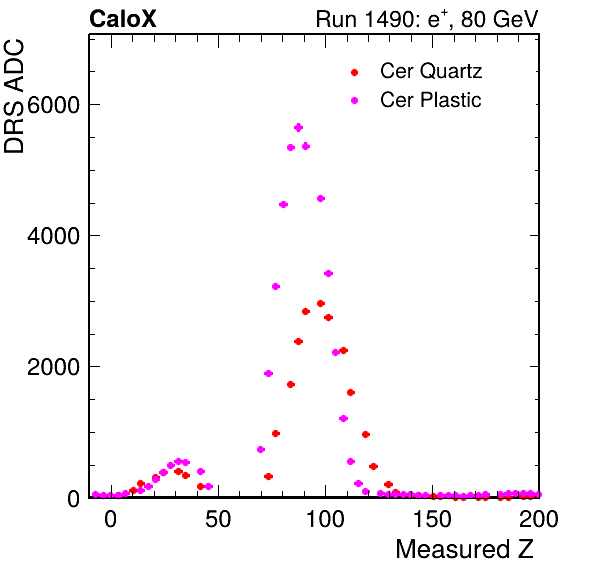 CaloX Run 1490: e⁺, 80 GeV
DRS ADC
Cer Quartz
Cer Plastic
6000
4000
2000
0
0 50 100 150 200
Measured Z